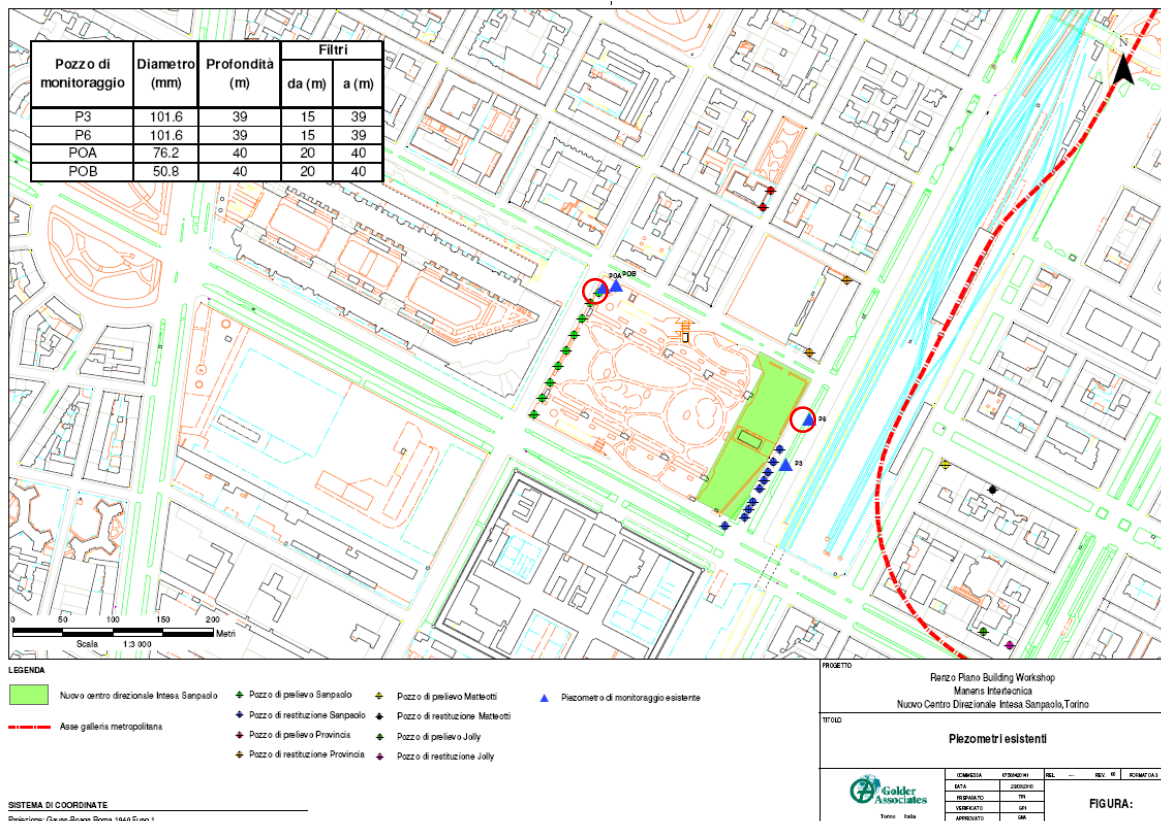 Pozzo di monitoraggio Diametro (mm) Profondità (m) Filtri
da (m) a (m)
P3 101.6 39 15 39
P6 101.6 39 15 39
POA 76.2 40 20 40
POB 50.8 40 20 40
N
POA POB
P6
P3
0 50 100 150 200
Metri
Scala 1:3 000
LEGENDA
Nuovo centro direzionale Intesa Sanpaolo
Asse galleria metropolitana
Pozzo di prelievo Sanpaolo
Pozzo di restituzione Sanpaolo
Pozzo di prelievo Provincia
Pozzo di restituzione Provincia
Pozzo di prelievo Matteotti
Pozzo di restituzione Matteotti
Pozzo di prelievo Jolly
Pozzo di restituzione Jolly
Piezometro di monitoraggio esistente
SISTEMA DI COORDINATE
PROGETTO
Renzo Piano Building Workshop
Manens Intertecnica
Nuovo Centro Direzionale Intesa Sanpaolo, Torino
TITOLO
Piezometri esistenti
Golder Associates
Torino Italia
COMMESSA REL. --- REV. 00
DATA
PREPARATO
VERIFICATO
APPROVATO
FIGURA: